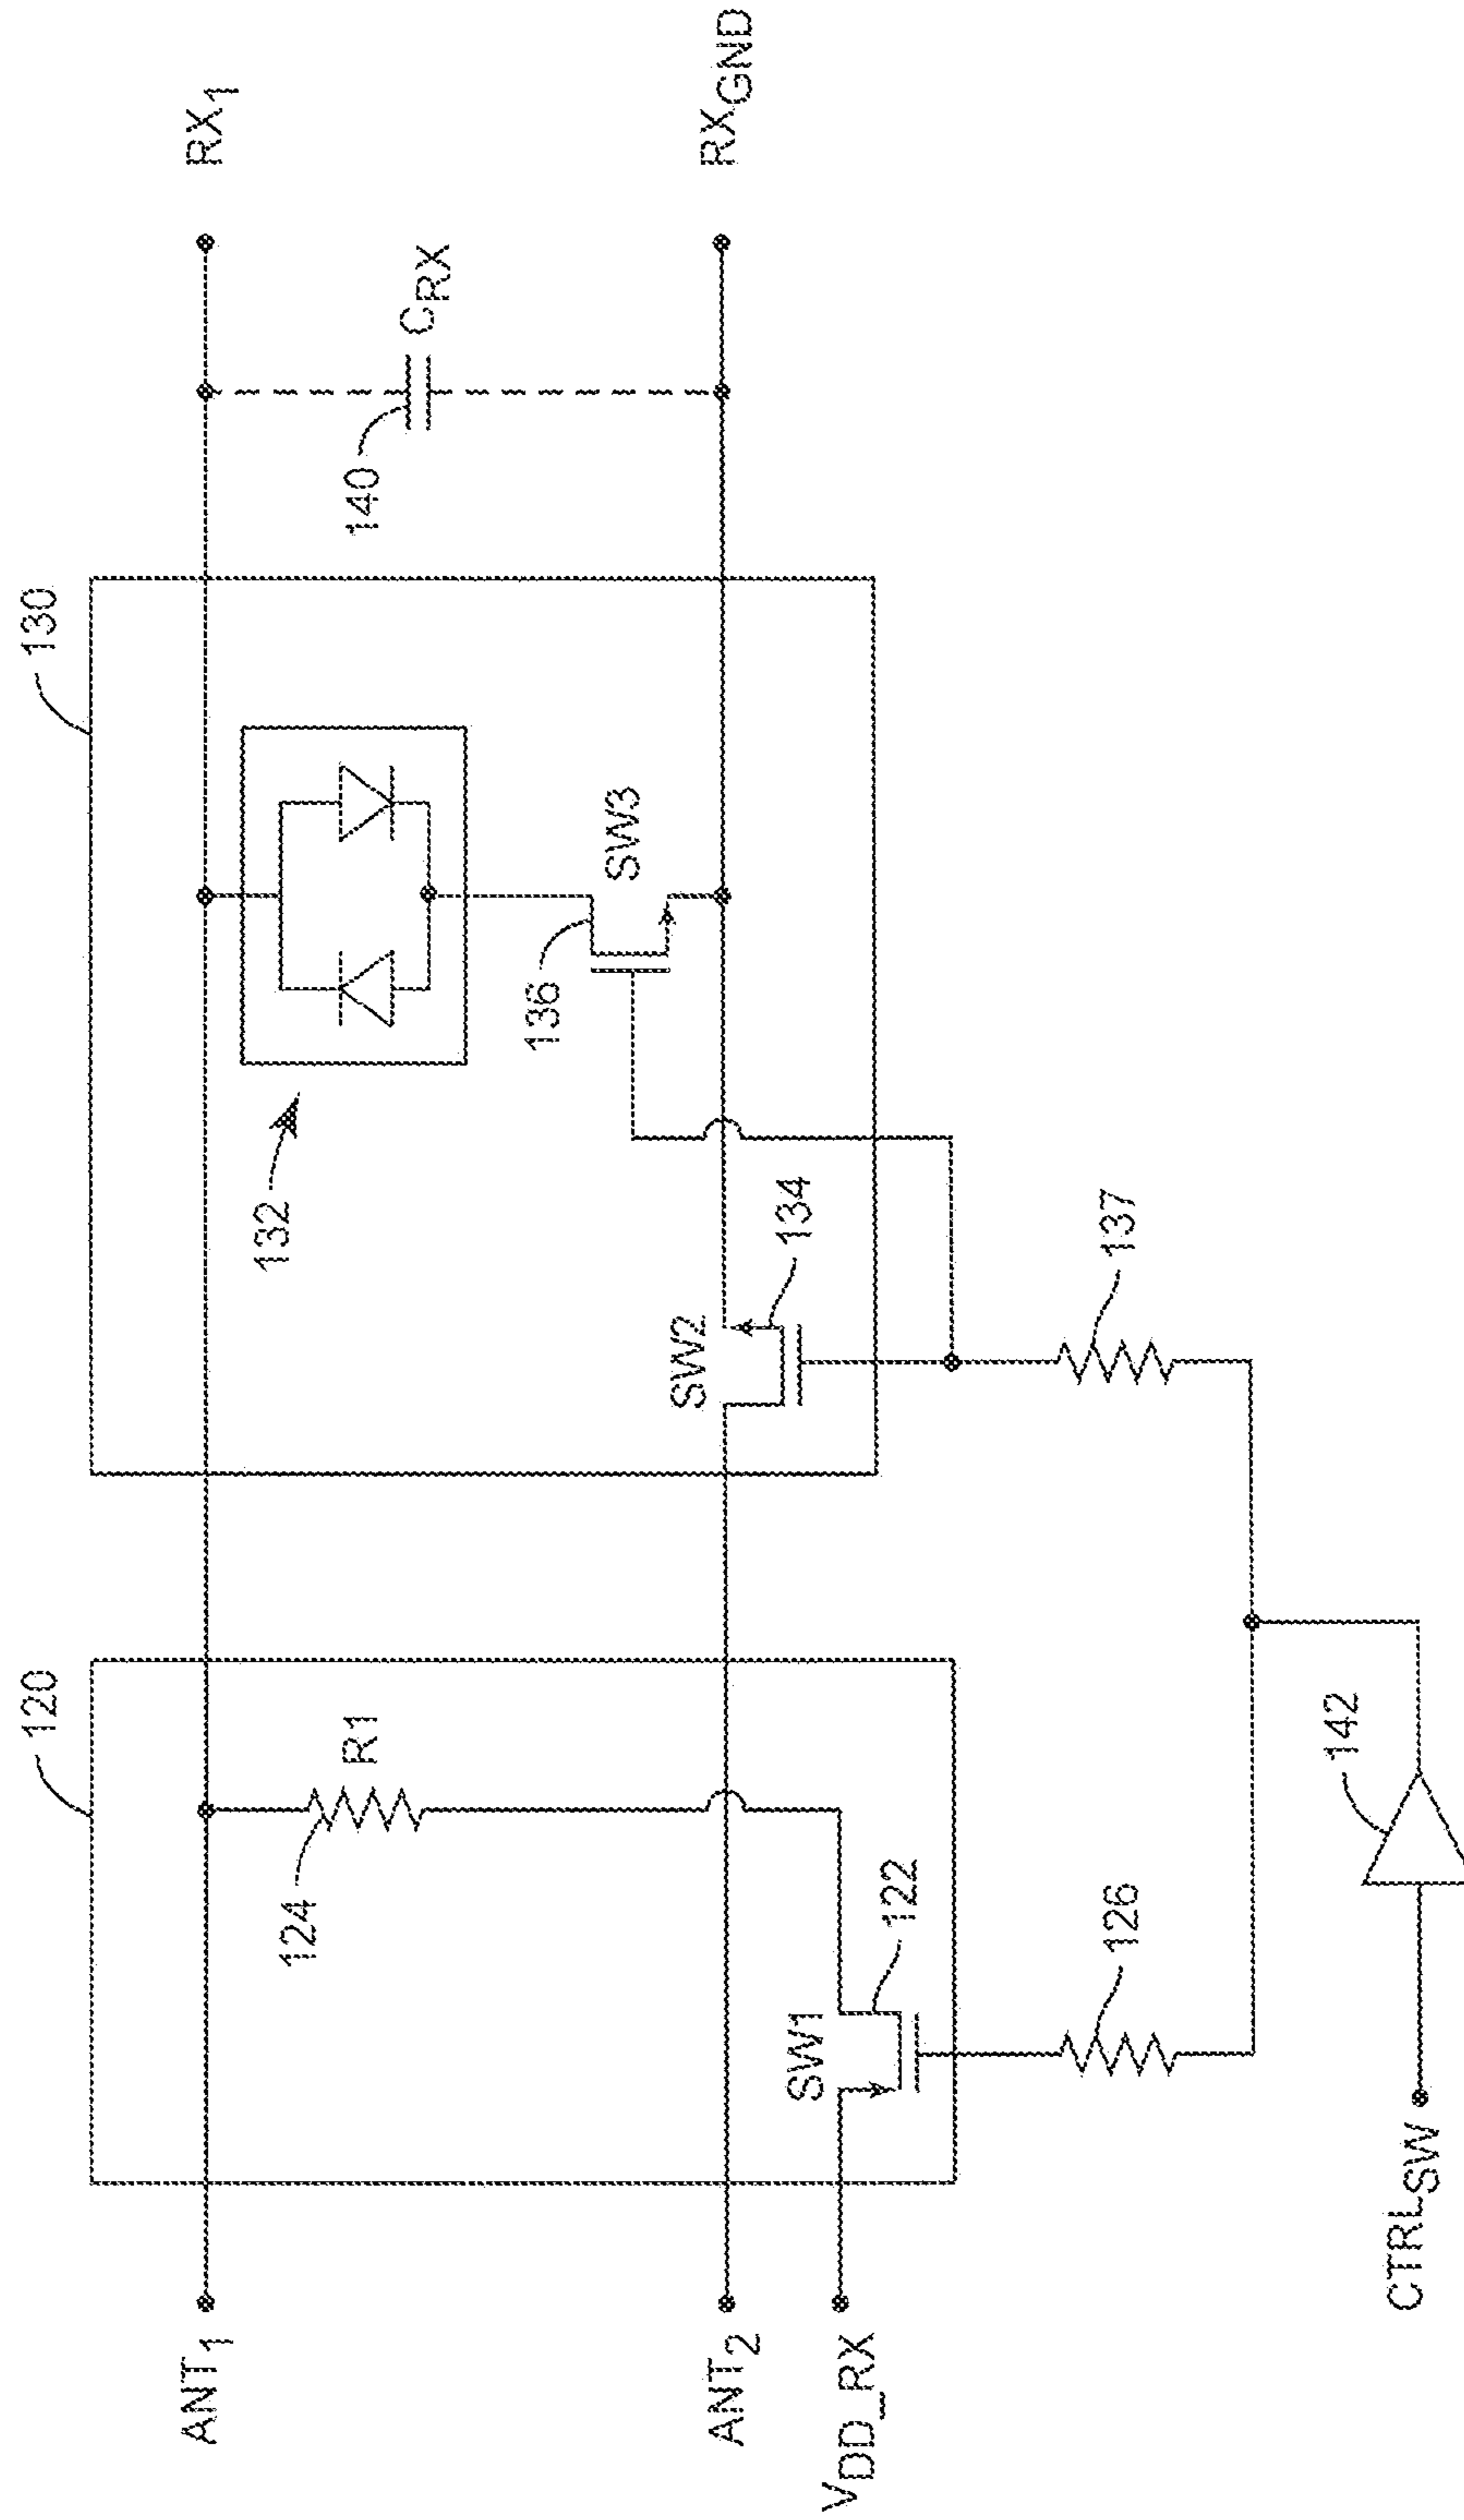 120
130
ANT1
RX1
124
R1
132
140
CRX
136
SW3
SW2
134
ANT2
RXGND
SW1
122
VDD_RX
126
137
142
CTRLSW